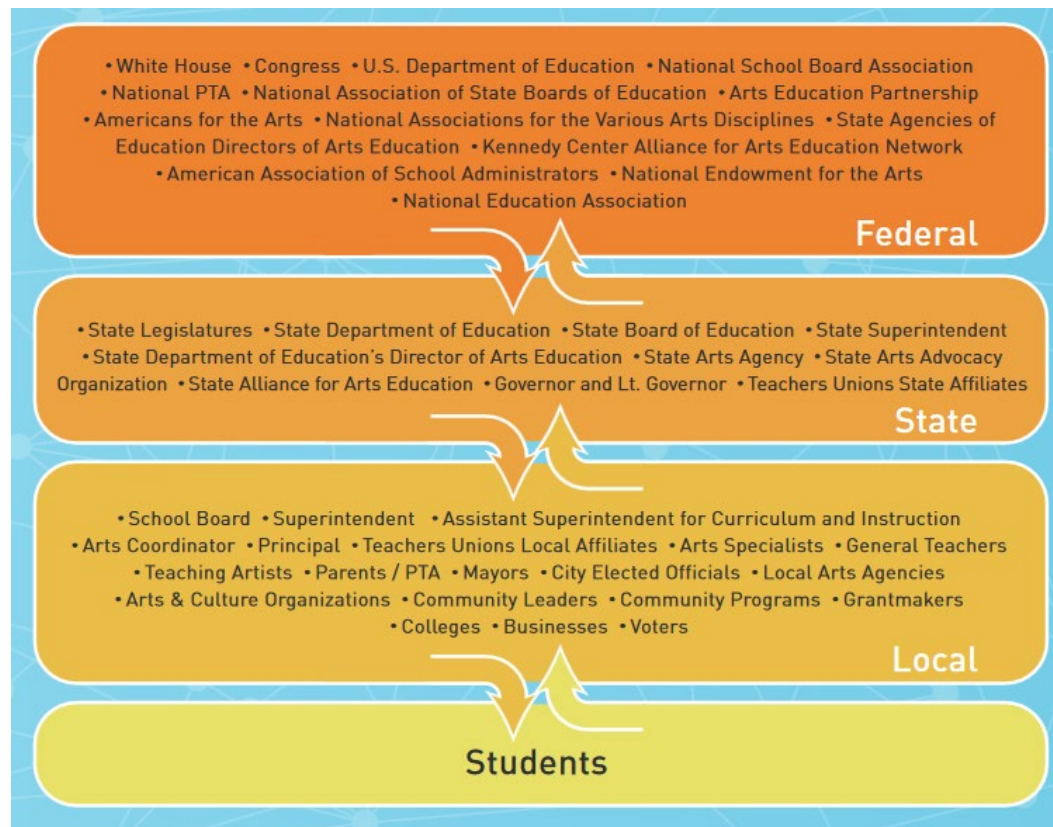 • White House • Congress • U.S. Department of Education • National School Board Association
• National PTA • National Association of State Boards of Education • Arts Education Partnership
• Americans for the Arts • National Associations for the Various Arts Disciplines • State Agencies of
Education Directors of Arts Education • Kennedy Center Alliance for Arts Education Network
• American Association of School Administrators • National Endowment for the Arts
• National Education Association
Federal
• State Legislatures • State Department of Education • State Board of Education • State Superintendent
• State Department of Education’s Director of Arts Education • State Arts Agency • State Arts Advocacy
Organization • State Alliance for Arts Education • Governor and Lt. Governor • Teachers Unions State Affiliates
State
• School Board • Superintendent • Assistant Superintendent for Curriculum and Instruction
• Arts Coordinator • Principal • Teachers Unions Local Affiliates • Arts Specialists • General Teachers
• Teaching Artists • Parents / PTA • Mayors • City Elected Officials • Local Arts Agencies
• Arts & Culture Organizations • Community Leaders • Community Programs • Grantmakers
• Colleges • Businesses • Voters
Local
Students